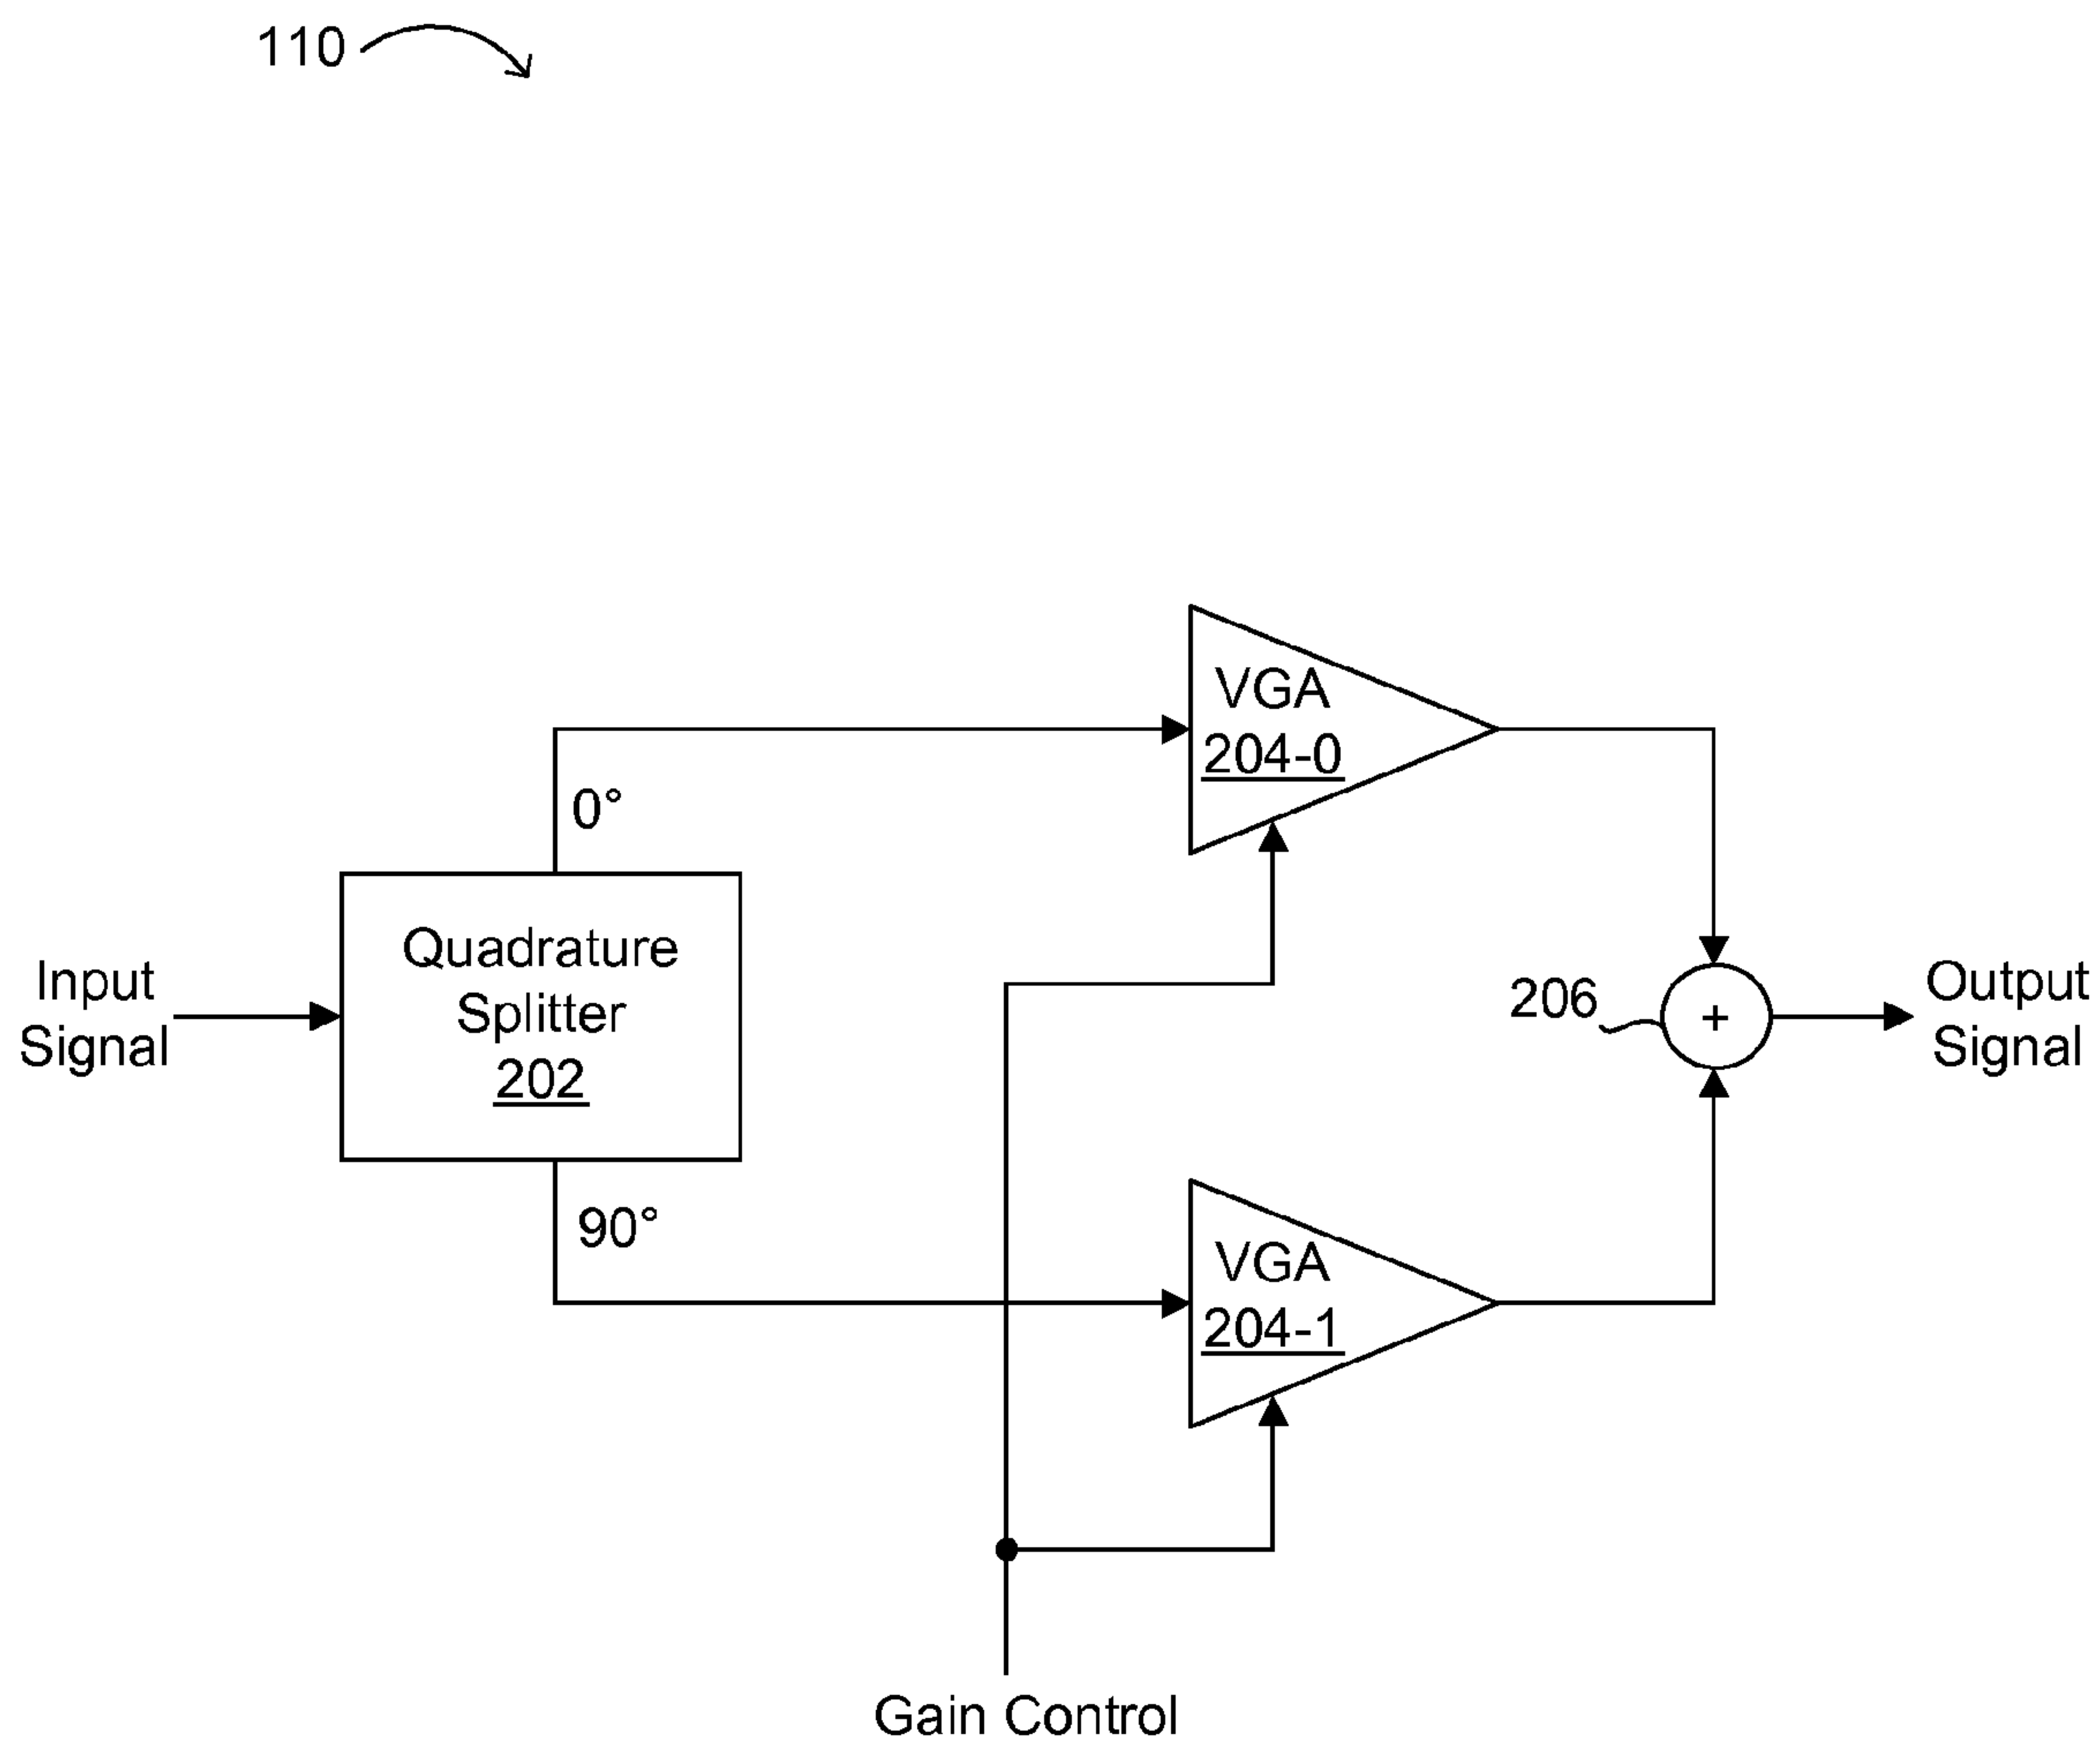 110
VGA
204-0
0°
Quadrature
Splitter
202
Input
Signal
206
+
Output
Signal
90°
VGA
204-1
Gain Control